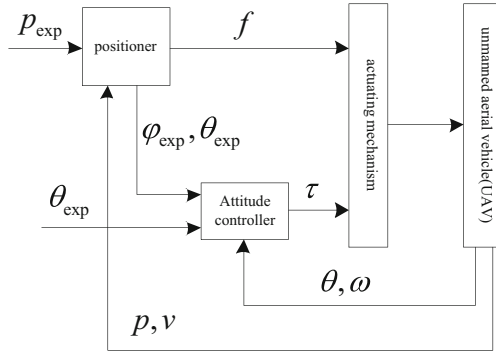 p_exp
positioner
f
φ_exp, θ_exp
θ_exp
Attitude
controller
τ
actuating mechanism
unmanned aerial
vehicle(UAV)
θ, ω
p, v